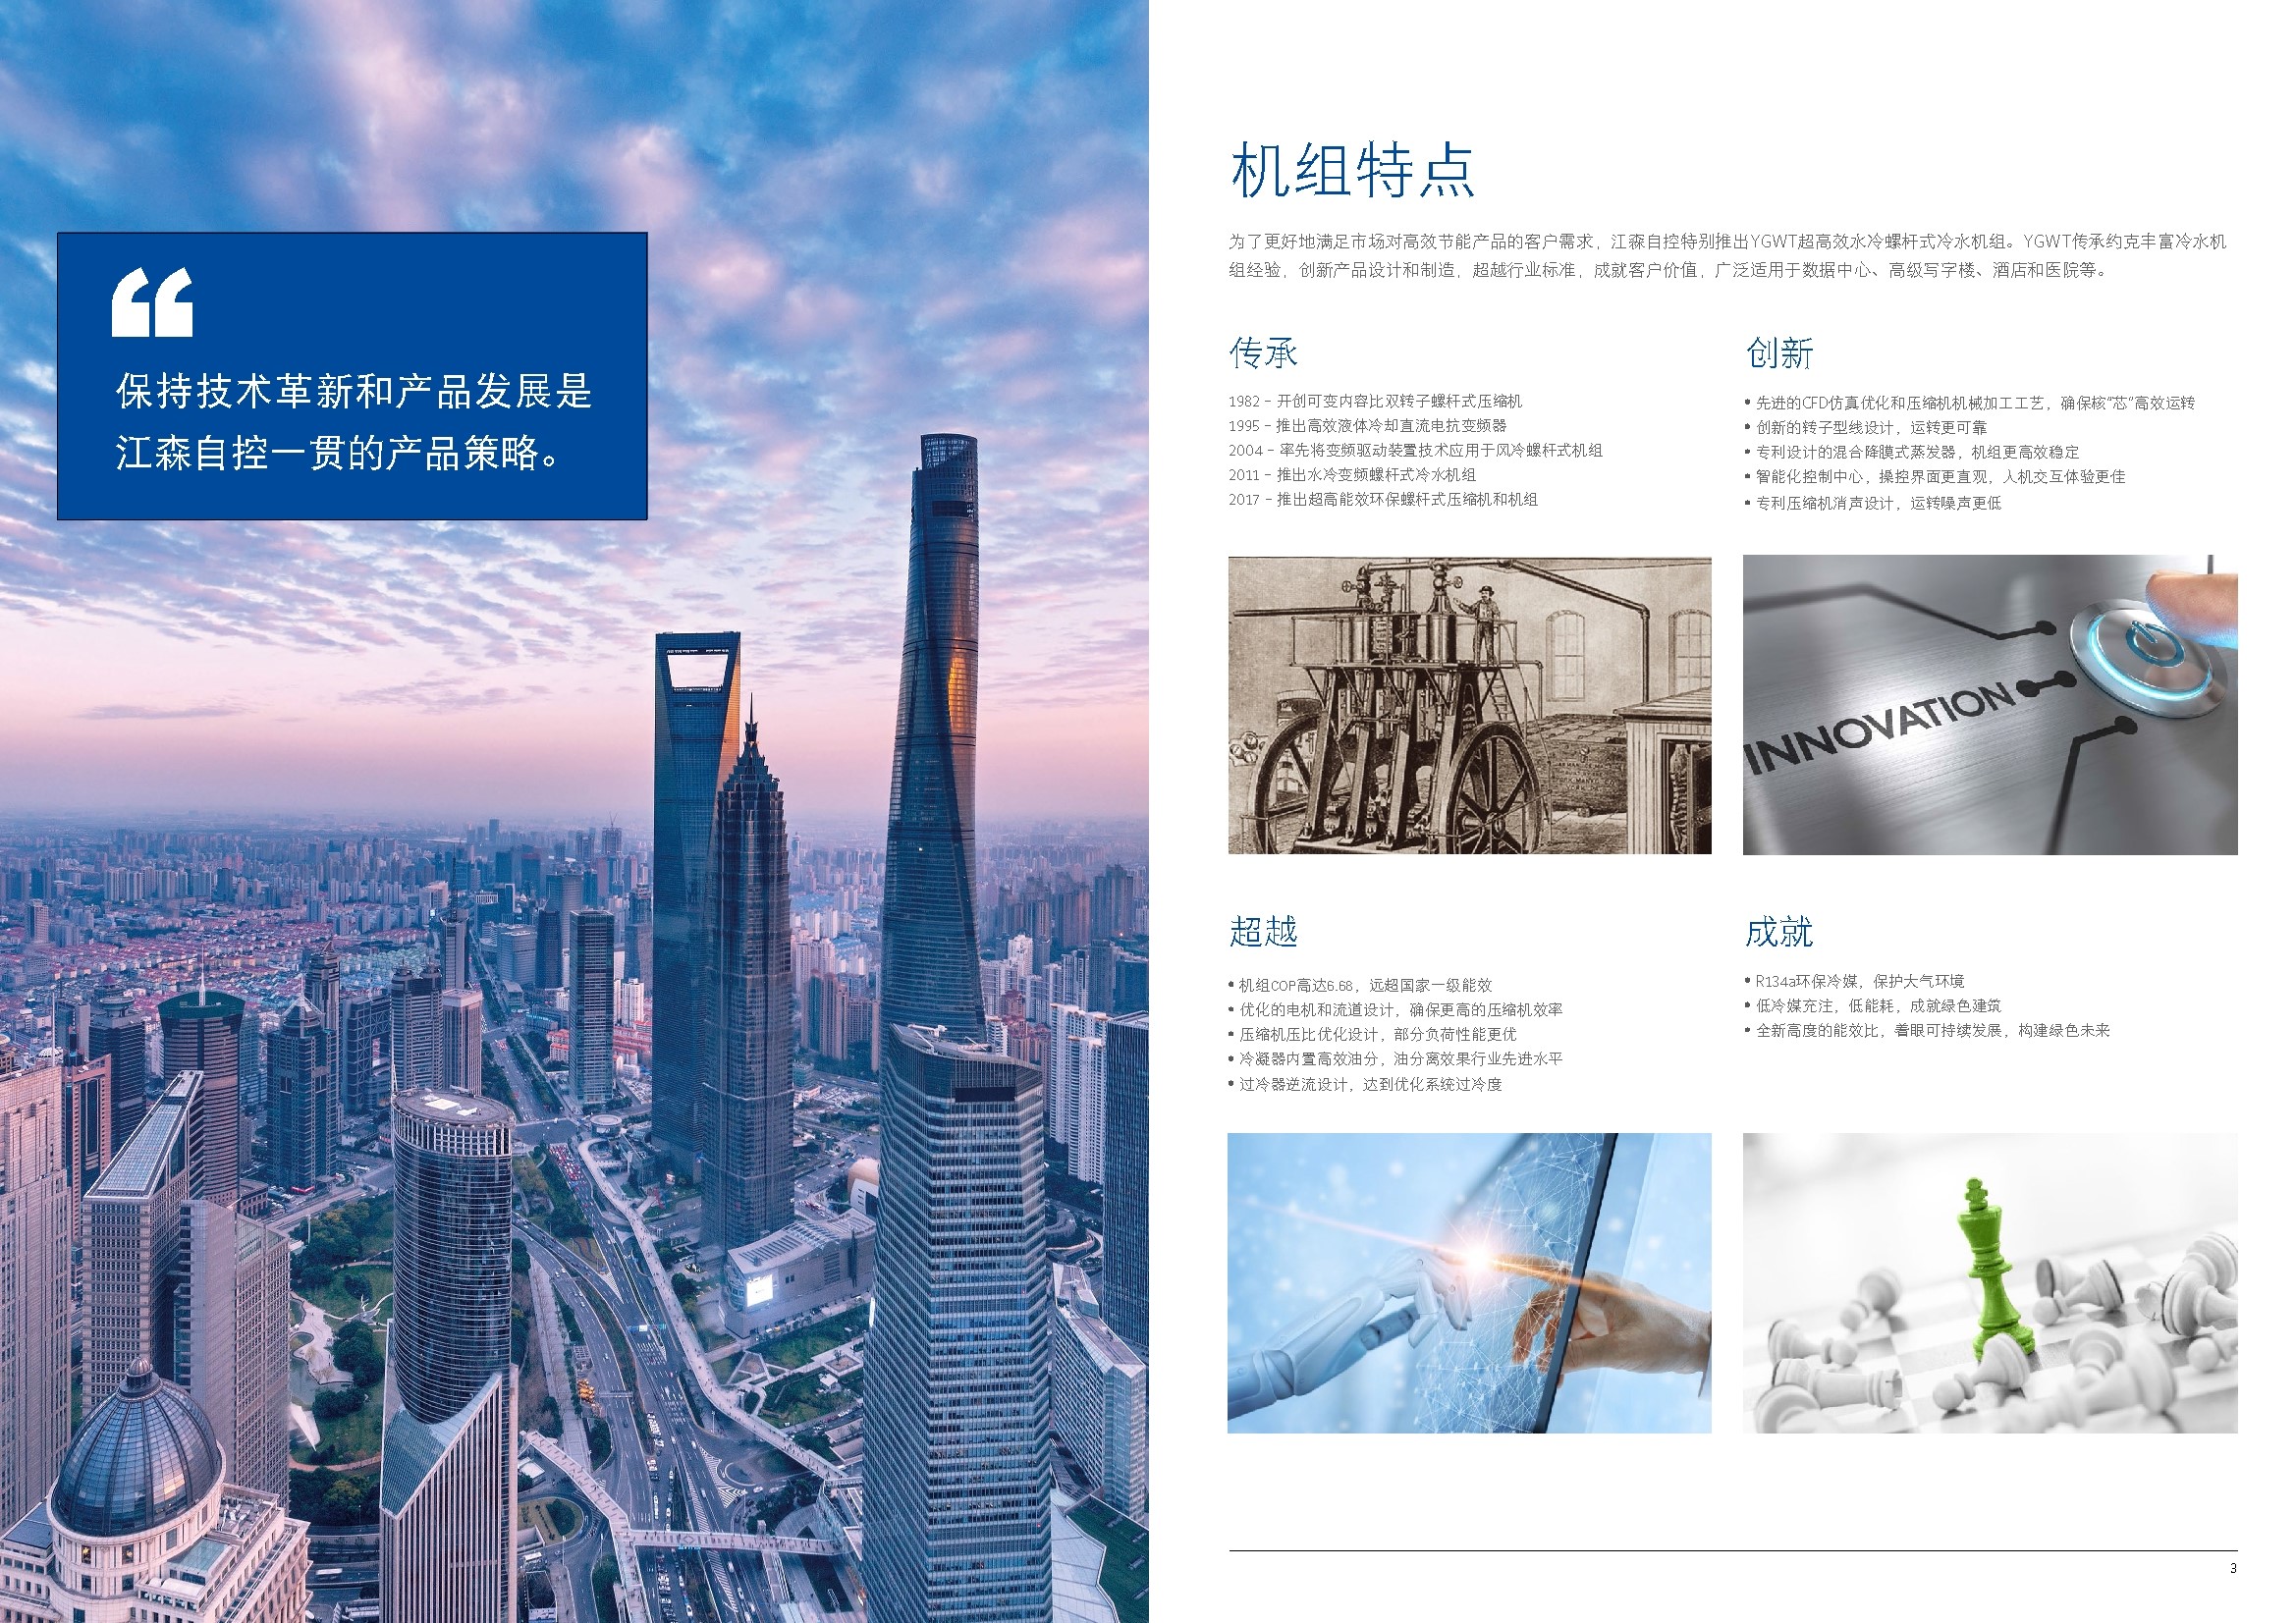 “
保持技术革新和产品发展是
江森自控一贯的产品策略。
机组特点
为了更好地满足市场对高效节能产品的客户需求，江森自控特别推出YGWT超高效水冷螺杆式冷水机组。YGWT传承约克丰富冷水机
组经验，创新产品设计和制造，超越行业标准，成就客户价值，广泛适用于数据中心、高级写字楼、酒店和医院等。
传承
1982 - 开创可变内容比双转子螺杆式压缩机
1995 - 推出高效液体冷却直流电抗变频器
2004 - 率先将变频驱动装置技术应用于风冷螺杆式机组
2011 - 推出水冷变频螺杆式冷水机组
2017 - 推出超高能效环保螺杆式压缩机和机组
创新
• 先进的CFD仿真优化和压缩机机械加工工艺，确保核“芯”高效运转
• 创新的转子型线设计，运转更可靠
• 专利设计的混合降膜式蒸发器，机组更高效稳定
• 智能化控制中心，操控界面更直观，人机交互体验更佳
• 专利压缩机消声设计，运转噪声更低
INNOVATION
超越
• 机组COP高达6.68，远超国家一级能效
• 优化的电机和流道设计，确保更高的压缩机效率
• 压缩机压比优化设计，部分负荷性能更优
• 冷凝器内置高效油分，油分离效果行业先进水平
• 过冷器逆流设计，达到优化系统过冷度
成就
• R134a环保冷媒，保护大气环境
• 低冷媒充注，低能耗，成就绿色建筑
• 全新高度的能效比，着眼可持续发展，构建绿色未来
3